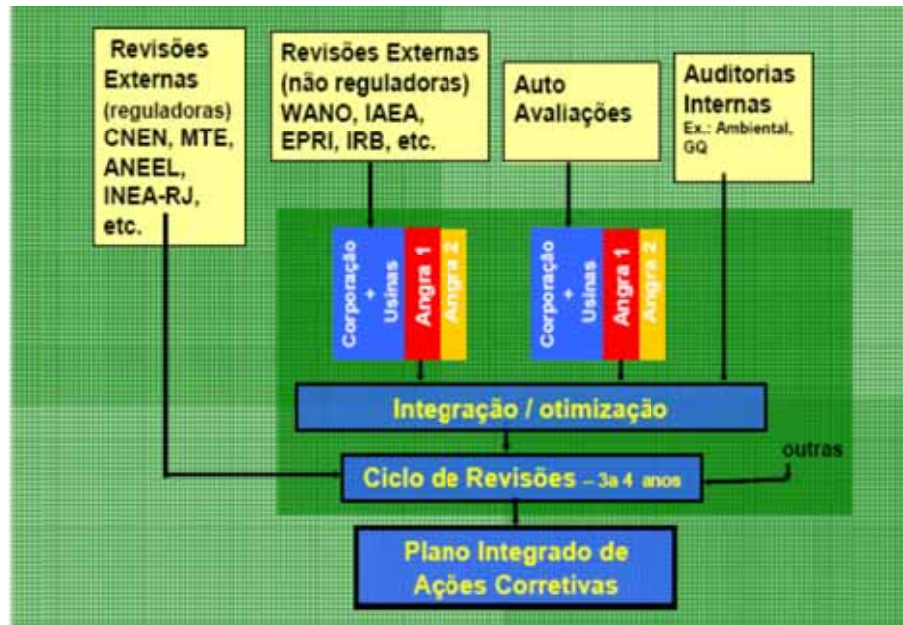 Revisões
Externas
(reguladoras)
CNEN, MTE,
ANEEL,
INEA-RJ,
etc.
Revisões Externas
(não reguladoras)
WANO, IAEA,
EPRI, IRB, etc.
Auto
Avaliações
Auditorias
Internas
Ex.: Ambiental,
GQ
Corporação
+
Usinas
Angra 1
Angra 2
Corporação
+
Usinas
Angra 1
Angra 2
Integração / otimização
outras
Ciclo de Revisões – 3a 4 anos
Plano Integrado de
Ações Corretivas